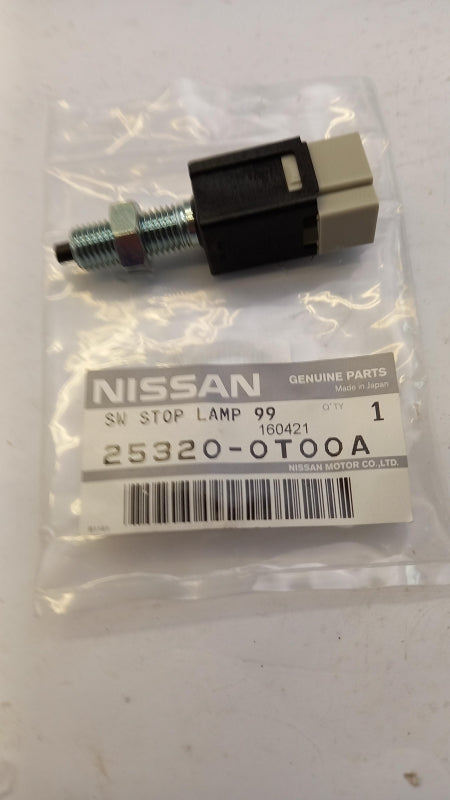 NISSAN
GENUINE PARTS
Made in Japan
SW STOP LAMP 99
Q'TY 1
160421
25320-0T00A
NISSAN MOTOR CO.,LTD.